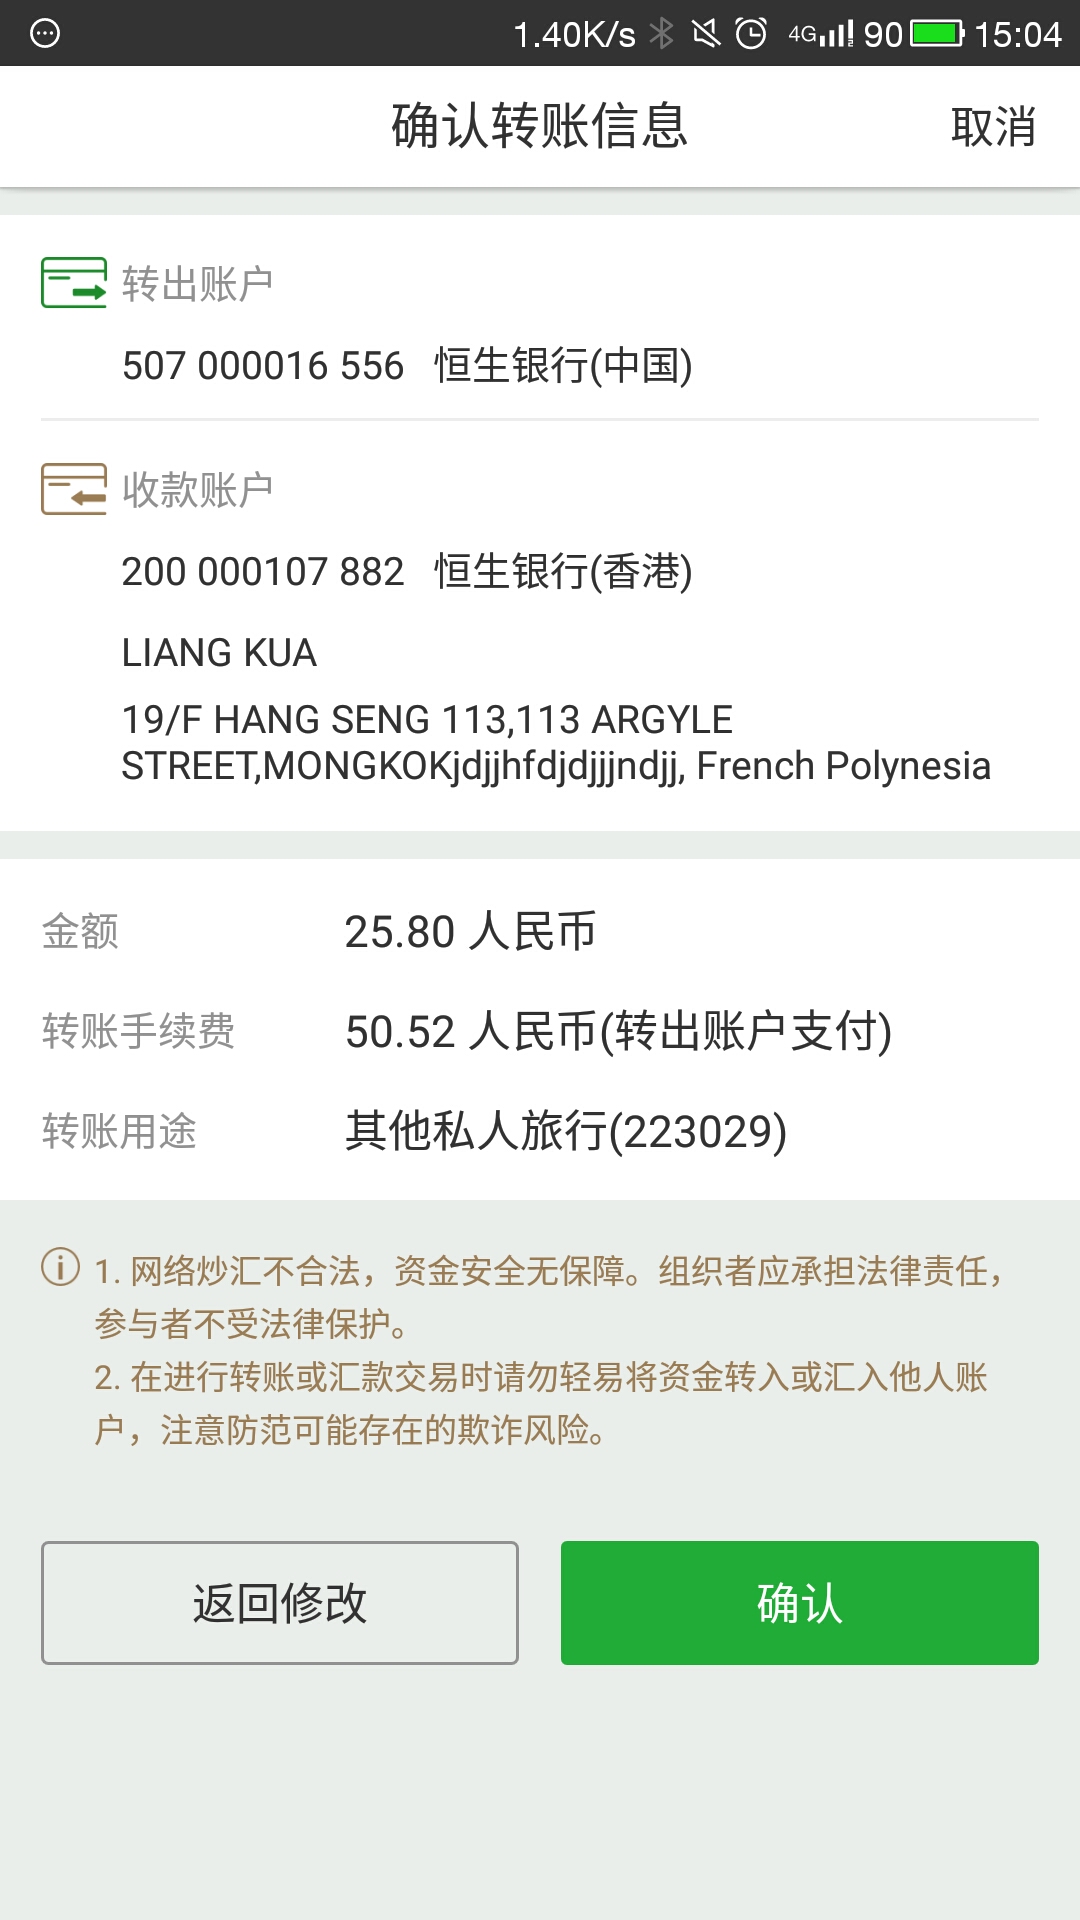 1.40K/s 4G 90 15:04
确认转账信息 取消
转出账户
507 000016 556 恒生银行(中国)
收款账户
200 000107 882 恒生银行(香港)
LIANG KUA
19/F HANG SENG 113,113 ARGYLE
STREET,MONGKOKjdjjhfdjdjjjndjj, French Polynesia
金额 25.80 人民币
转账手续费 50.52 人民币(转出账户支付)
转账用途 其他私人旅行(223029)
1. 网络炒汇不合法，资金安全无保障。组织者应承担法律责任，
参与者不受法律保护。
2. 在进行转账或汇款交易时请勿轻易将资金转入或汇入他人账
户，注意防范可能存在的欺诈风险。
返回修改 确认